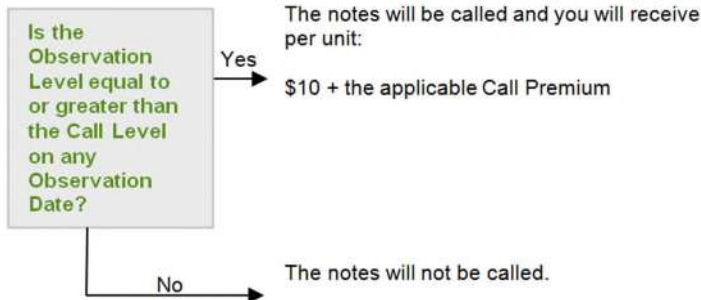 Is the
Observation
Level equal to
or greater than
the Call Level
on any
Observation
Date?
Yes
The notes will be called and you will receive
per unit:
$10 + the applicable Call Premium
No
The notes will not be called.